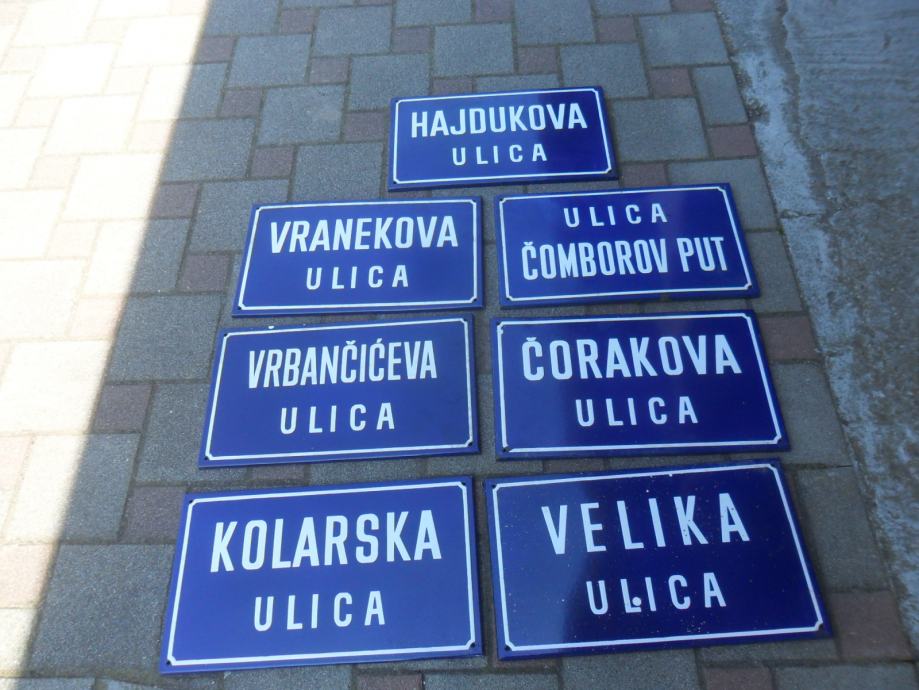 HAJDUKOVA
ULICA
VRANEKOVA
ULICA
ULICA
ČOMBOROV PUT
VRBANČIĆEVA
ULICA
ČORAKOVA
ULICA
KOLARSKA
ULICA
VELIKA
ULICA